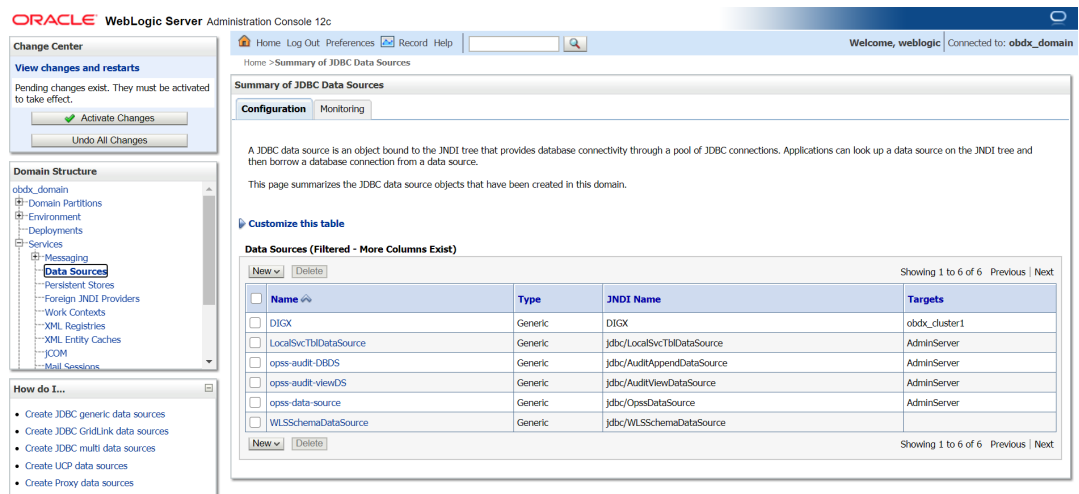 ORACLE WebLogic Server Administration Console 12c
Change Center
View changes and restarts
Pending changes exist. They must be activated
to take effect.
Activate Changes
Undo All Changes
Domain Structure
obdx_domain
Domain Partitions
Environment
Deployments
Services
Messaging
Data Sources
Persistent Stores
Foreign JNDI Providers
Work Contexts
XML Registries
XML Entity Caches
jCOM
Mail Sessions
How do I...
Create JDBC generic data sources
Create JDBC GridLink data sources
Create JDBC multi data sources
Create UCP data sources
Create Proxy data sources
Home Log Out Preferences Record Help
Welcome, weblogic Connected to: obdx_domain
Home >Summary of JDBC Data Sources
Summary of JDBC Data Sources
Configuration Monitoring
A JDBC data source is an object bound to the JNDI tree that provides database connectivity through a pool of JDBC connections. Applications can look up a data source on the JNDI tree and
then borrow a database connection from a data source.
This page summarizes the JDBC data source objects that have been created in this domain.
Customize this table
Data Sources (Filtered - More Columns Exist)
New Delete Showing 1 to 6 of 6 Previous Next
Name Type JNDI Name Targets
DIGX Generic DIGX obdx_cluster1
LocalSvcTblDataSource Generic jdbc/LocalSvcTblDataSource AdminServer
opss-audit-DBDS Generic jdbc/AuditAppendDataSource AdminServer
opss-audit-viewDS Generic jdbc/AuditViewDataSource AdminServer
opss-data-source Generic jdbc/OpssDataSource AdminServer
WLSSchemaDataSource Generic jdbc/WLSSchemaDataSource
New Delete Showing 1 to 6 of 6 Previous Next